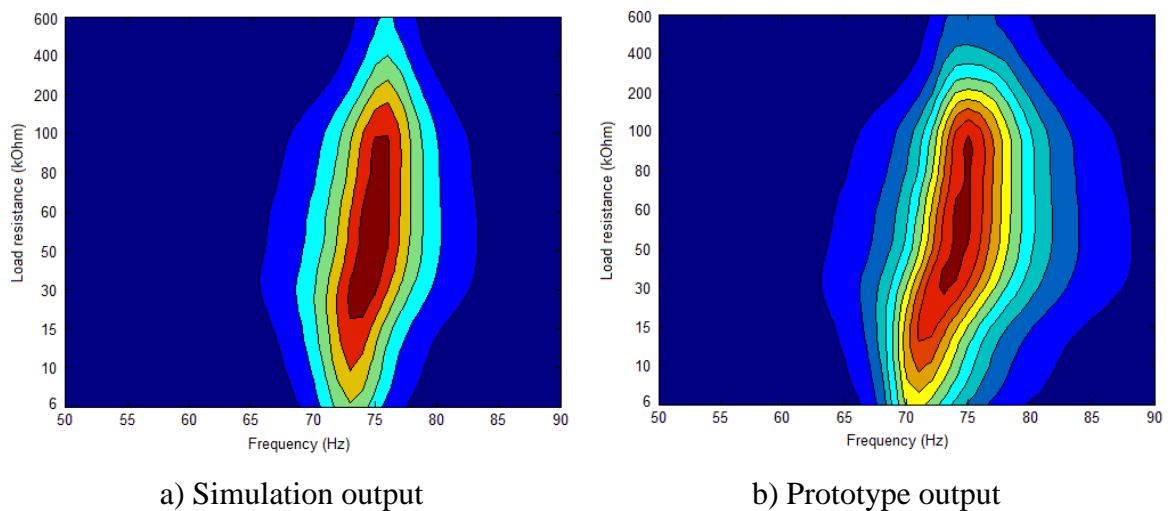 600
400
200
100
80
60
50
30
15
10
6
Load resistance (kOhm)
50 55 60 65 70 75 80 85 90
Frequency (Hz)
a) Simulation output
600
400
200
100
80
60
50
30
15
10
6
Load resistance (kOhm)
50 55 60 65 70 75 80 85 90
Frequency (Hz)
b) Prototype output